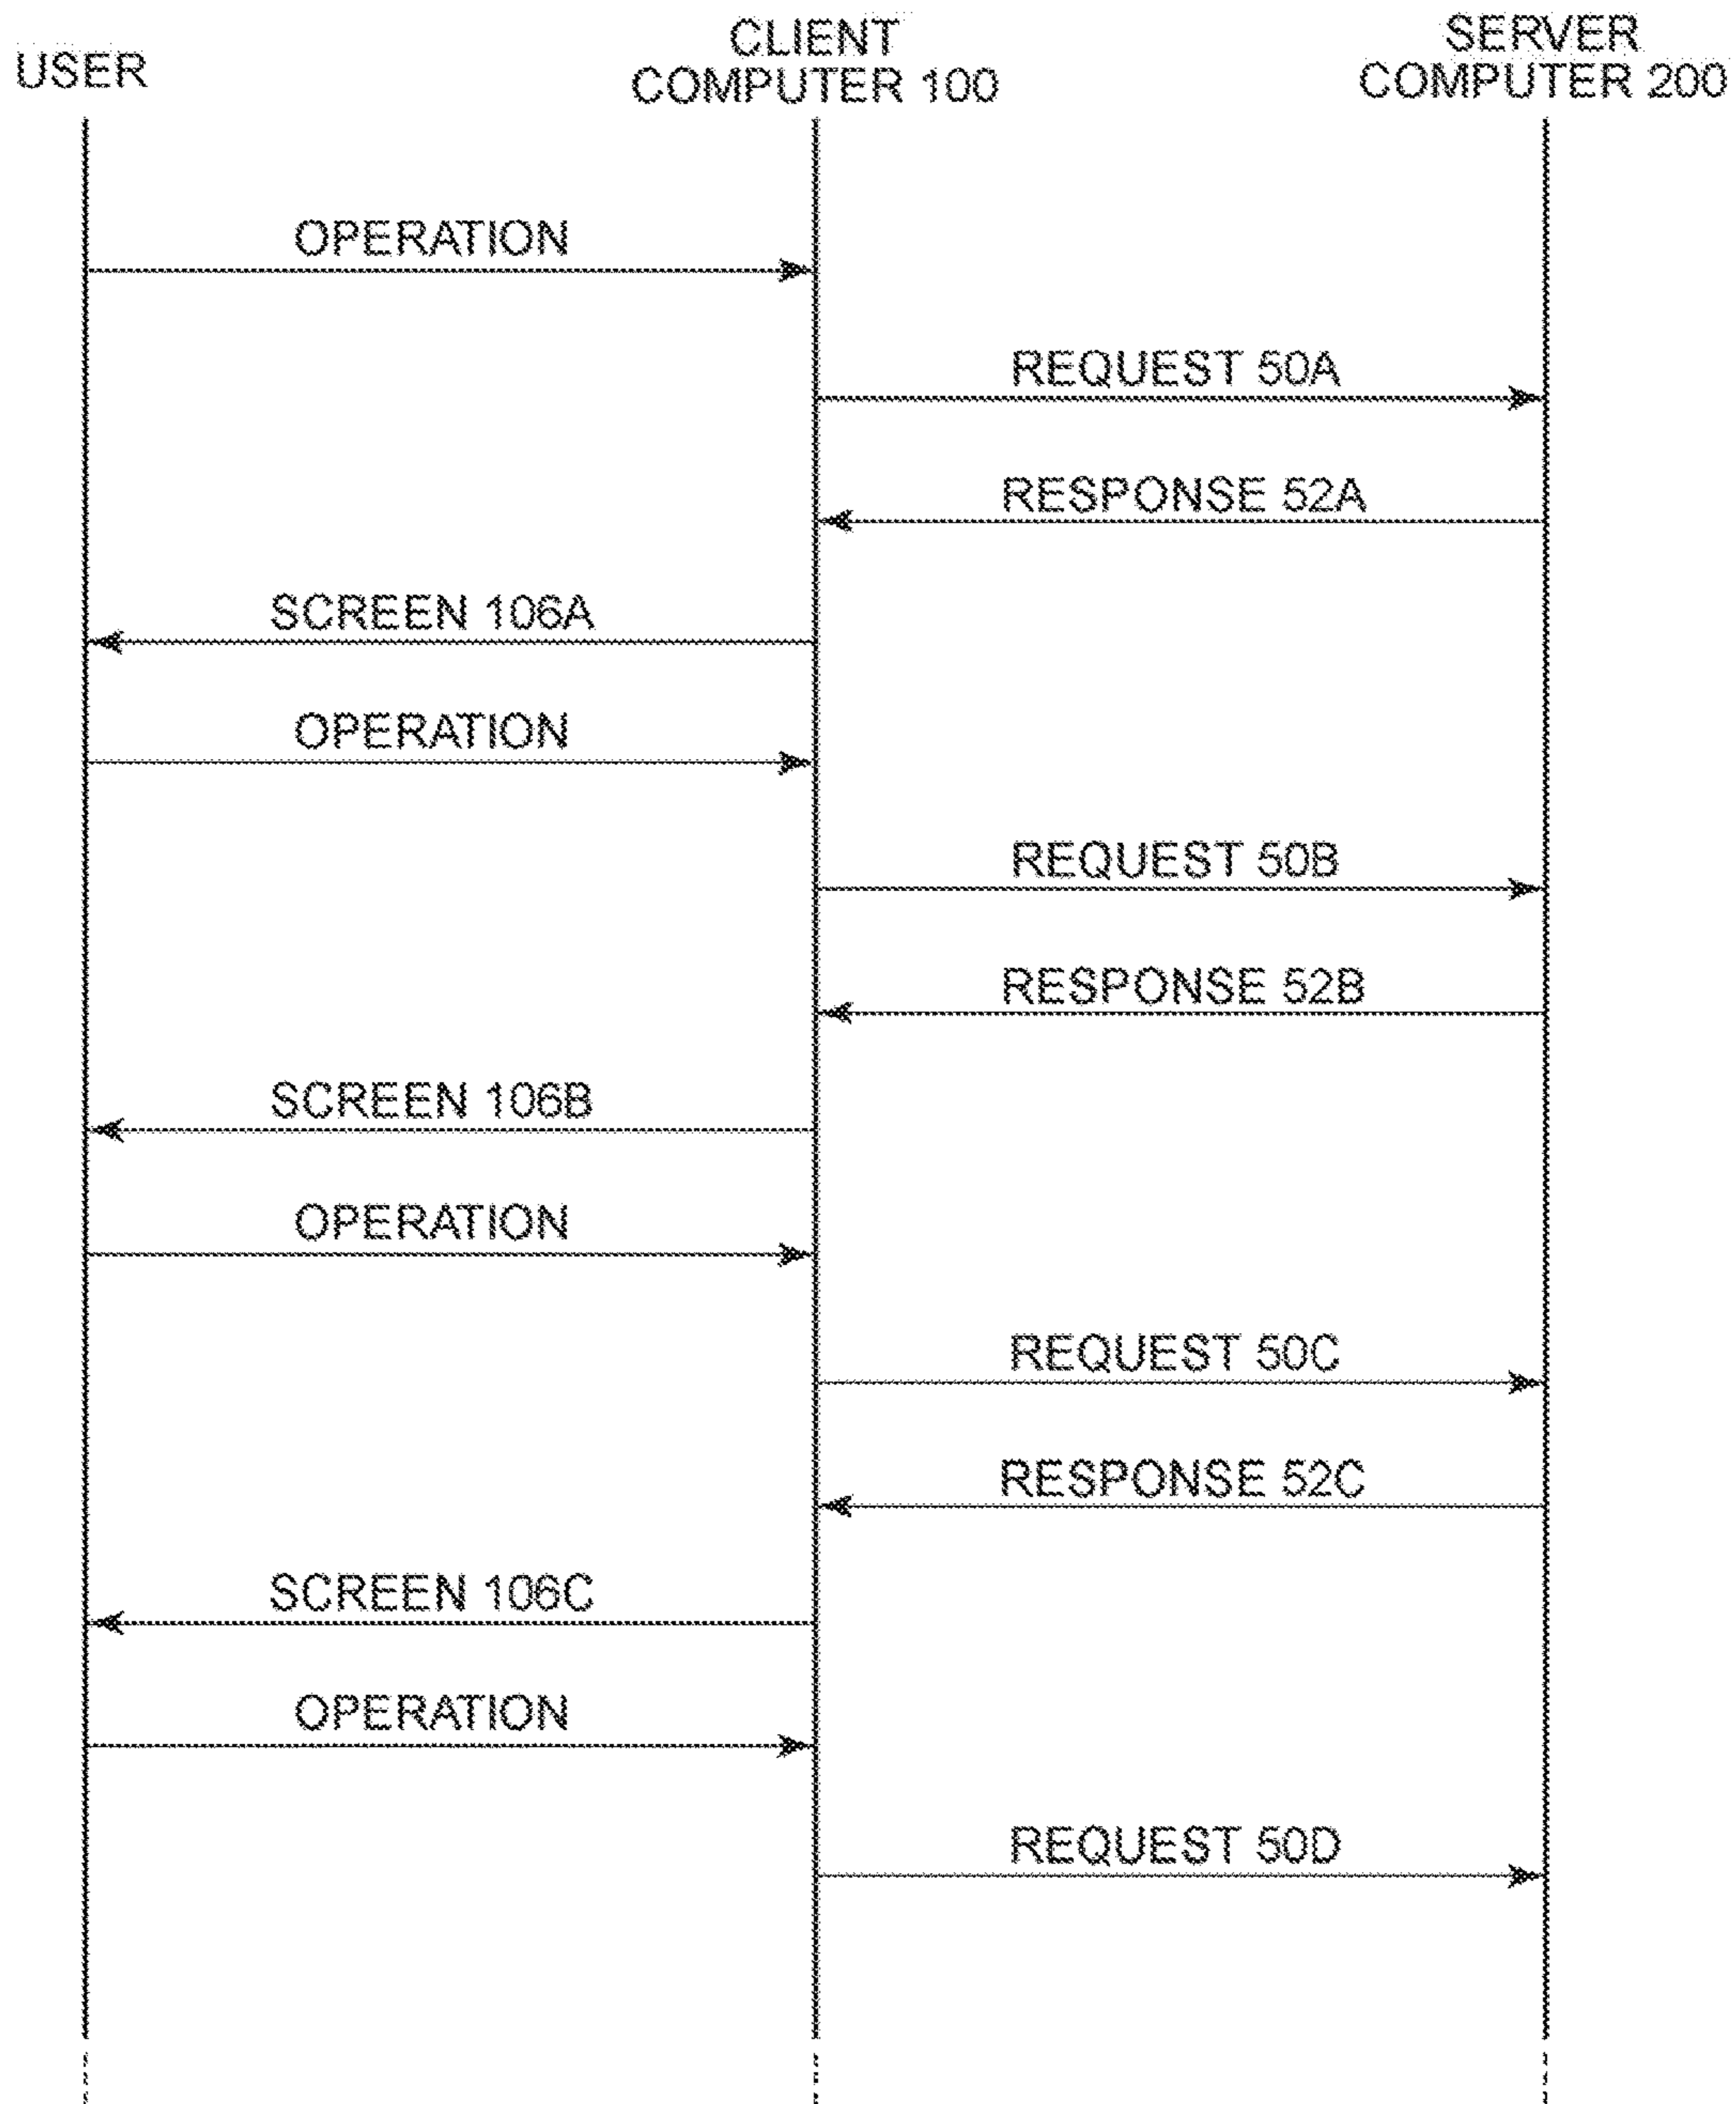 USER
CLIENT
COMPUTER 100
SERVER
COMPUTER 200
OPERATION
REQUEST 50A
RESPONSE 52A
SCREEN 106A
OPERATION
REQUEST 50B
RESPONSE 52B
SCREEN 106B
OPERATION
REQUEST 50C
RESPONSE 52C
SCREEN 106C
OPERATION
REQUEST 50D